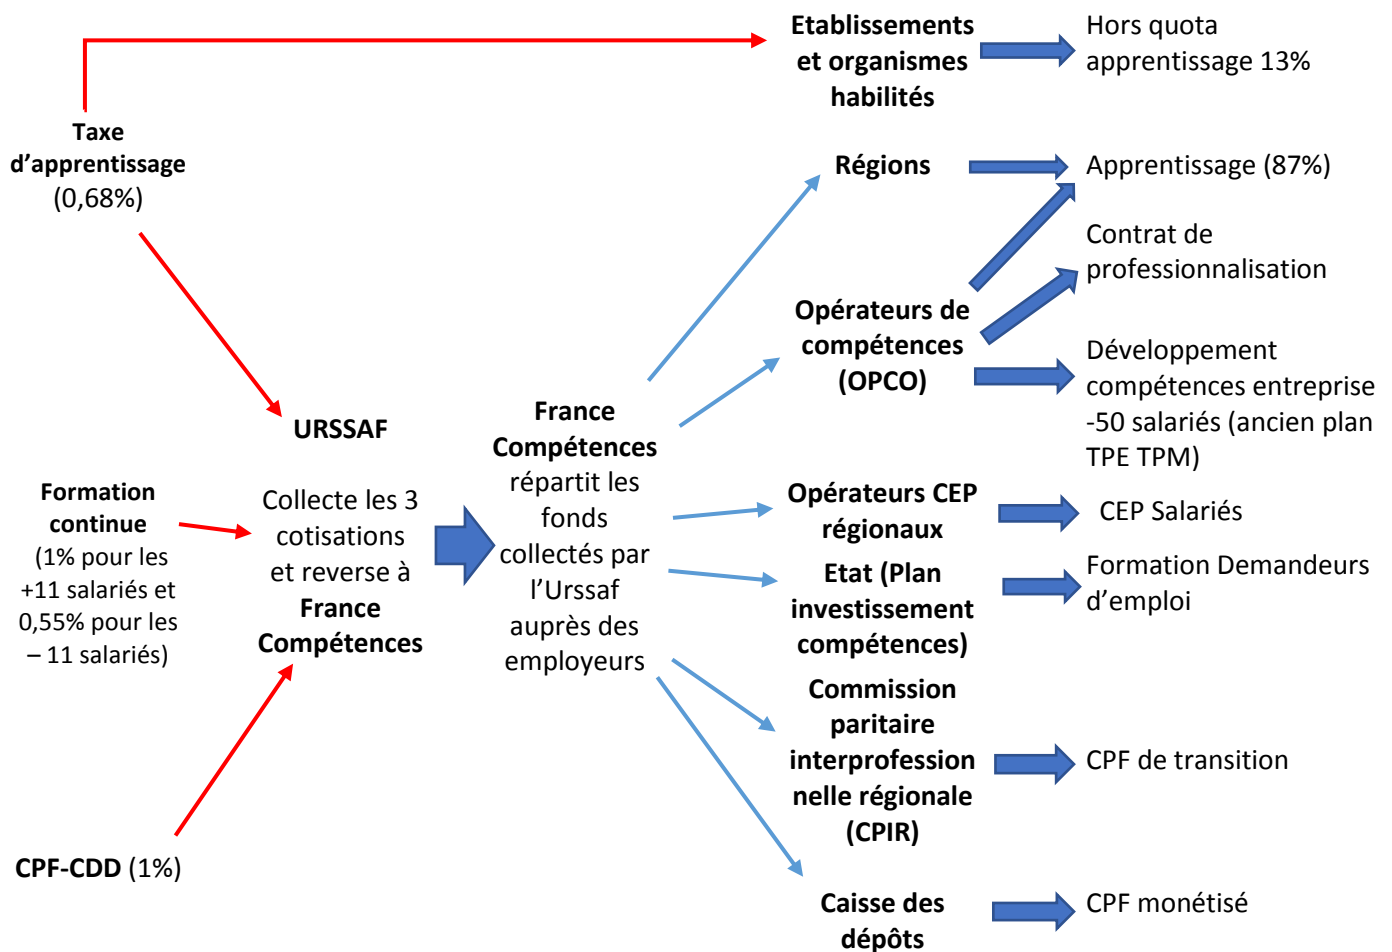 Taxe
d’apprentissage
(0,68%)
Formation
continue
(1% pour les
+11 salariés et
0,55% pour les
– 11 salariés)
CPF-CDD (1%)
URSSAF
Collecte les 3
cotisations
et reverse à
France
Compétences
France
Compétences
répartit les
fonds
collectés par
l’Urssaf
auprès des
employeurs
Etablissements
et organismes
habilités
Hors quota
apprentissage 13%
Régions
Apprentissage (87%)
Opérateurs de
compétences
(OPCO)
Contrat de
professionnalisation
Développement
compétences entreprise
-50 salariés (ancien plan
TPE TPM)
Opérateurs CEP
régionaux
CEP Salariés
Etat (Plan
investissement
compétences)
Formation Demandeurs
d’emploi
Commission
paritaire
interprofession
nelle régionale
(CPIR)
CPF de transition
Caisse des
dépôts
CPF monétisé